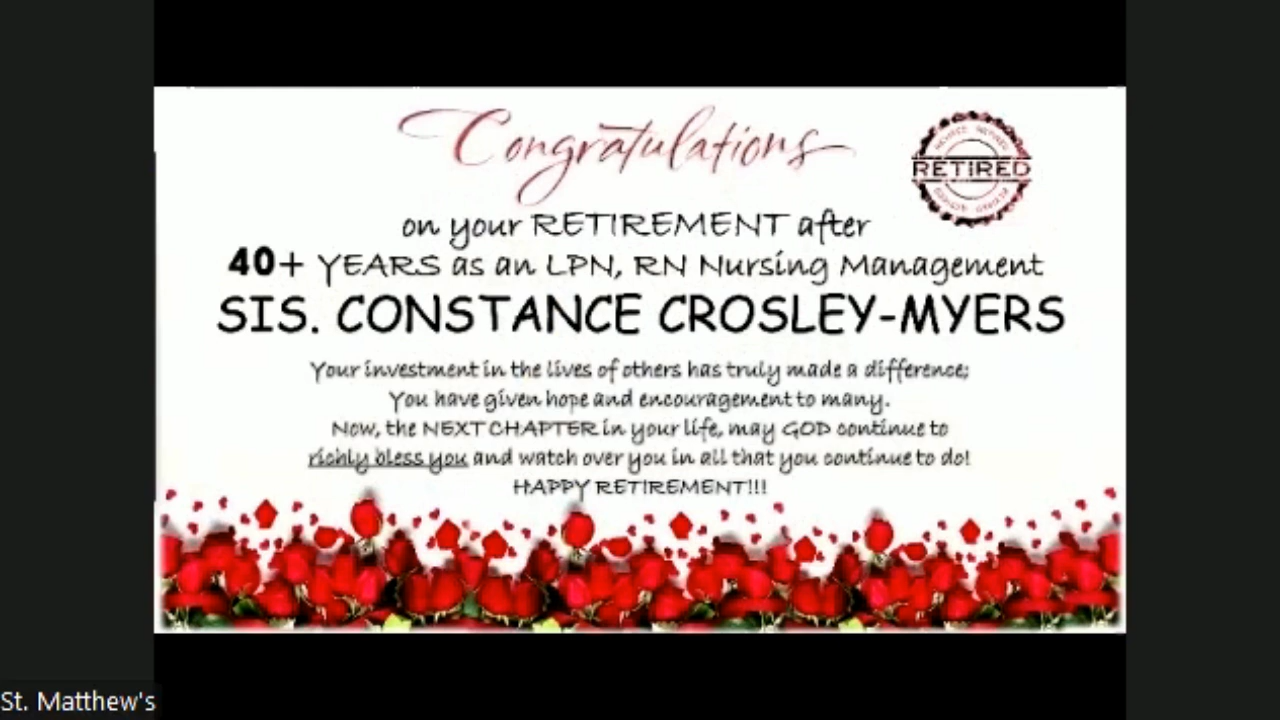 Congratulations
RETIRED
on your RETIREMENT after
40+ YEARS as an LPN, RN Nursing Management
SIS. CONSTANCE CROSLEY-MYERS
Your investment in the lives of others has truly made a difference;
You have given hope and encouragement to many.
Now, the NEXT CHAPTER in your life, may GOD continue to
richly bless you and watch over you in all that you continue to do!
HAPPY RETIREMENT!!!
St. Matthew's